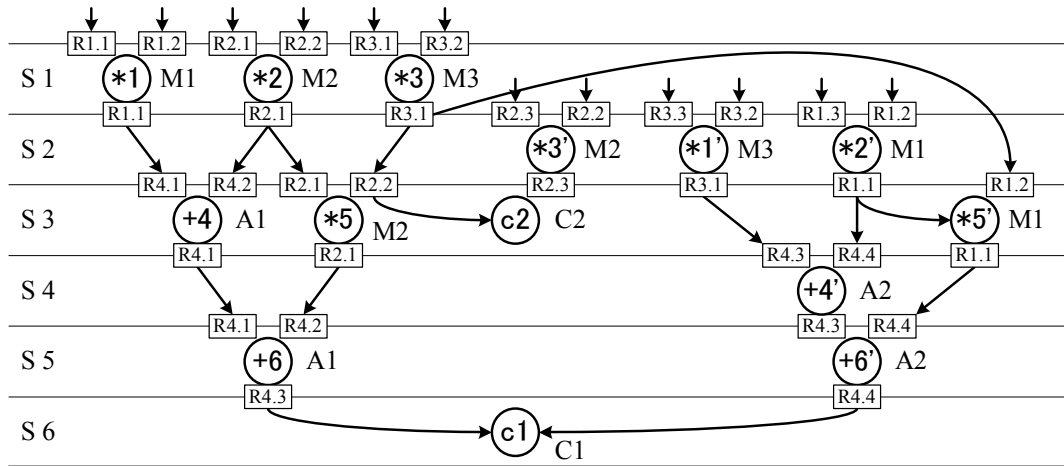 R1.1 R1.2 R2.1 R2.2 R3.1 R3.2
S 1 *1 M1 *2 M2 *3 M3
R1.1 R2.1 R3.1 R2.3 R2.2 R3.3 R3.2 R1.3 R1.2
S 2 *3' M2 *1' M3 *2' M1
R4.1 R4.2 R2.1 R2.2 R2.3 R3.1 R1.1 R1.2
S 3 +4 A1 *5 M2 c2 C2 *5' M1
R4.1 R2.1 R4.3 R4.4 R1.1
S 4 +4' A2
R4.1 R4.2 R4.3 R4.4
S 5 +6 A1 +6' A2
R4.3 R4.4
S 6 c1 C1